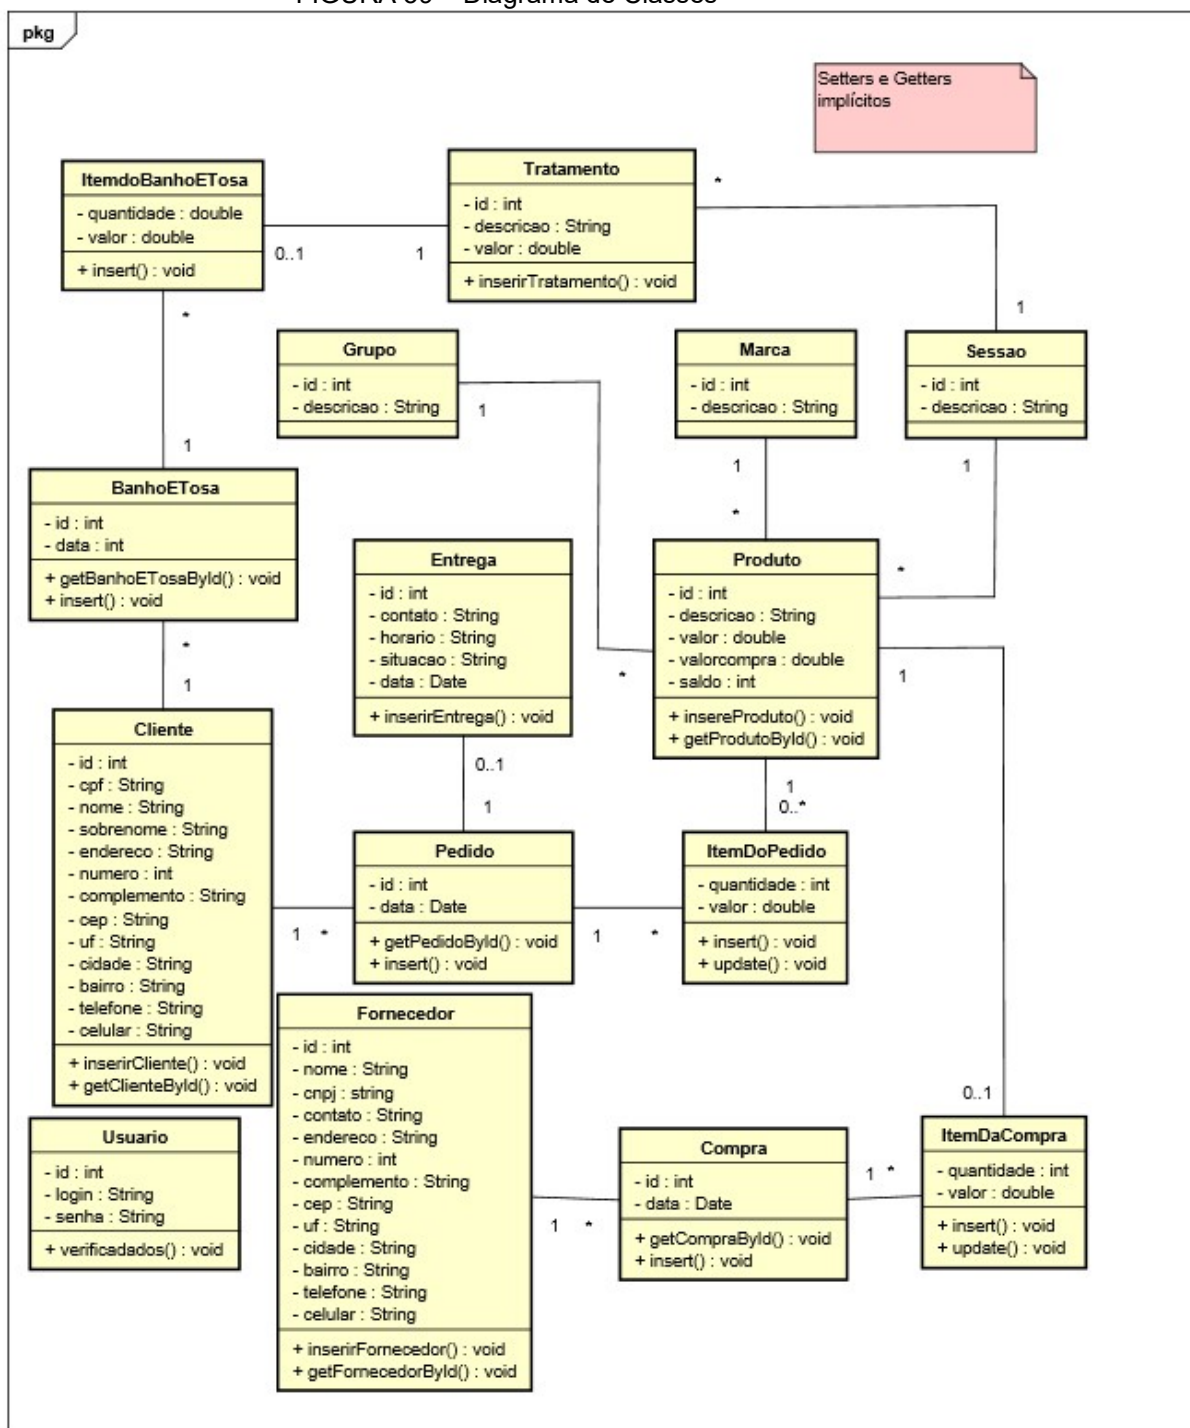 pkg
Setters e Getters
implícitos
ItemdoBanhoETosa
- quantidade : double
- valor : double
+ insert() : void
Tratamento
- id : int
- descricao : String
- valor : double
+ inserirTratamento() : void
*
0..1
1
*
1
Grupo
- id : int
- descricao : String
1
Marca
- id : int
- descricao : String
1
*
Sessao
- id : int
- descricao : String
1
*
1
BanhoETosa
- id : int
- data : int
+ getBanhoETosaById() : void
+ insert() : void
*
1
Entrega
- id : int
- contato : String
- horario : String
- situacao : String
- data : Date
+ inserirEntrega() : void
0..1
1
Produto
- id : int
- descricao : String
- valor : double
- valorcompra : double
- saldo : int
+ insereProduto() : void
+ getProdutoById() : void
*
*
1
1
0..*
Cliente
- id : int
- cpf : String
- nome : String
- sobrenome : String
- endereco : String
- numero : int
- complemento : String
- cep : String
- uf : String
- cidade : String
- bairro : String
- telefone : String
- celular : String
+ inserirCliente() : void
+ getClienteById() : void
1 *
Pedido
- id : int
- data : Date
+ getPedidoById() : void
+ insert() : void
1 *
ItemDoPedido
- quantidade : int
- valor : double
+ insert() : void
+ update() : void
Fornecedor
- id : int
- nome : String
- cnpj : string
- contato : String
- endereco : String
- numero : int
- complemento : String
- cep : String
- uf : String
- cidade : String
- bairro : String
- telefone : String
- celular : String
+ inserirFornecedor() : void
+ getFornecedorById() : void
Usuario
- id : int
- login : String
- senha : String
+ verificadados() : void
1 *
Compra
- id : int
- data : Date
+ getCompraById() : void
+ insert() : void
1 *
0..1
ItemDaCompra
- quantidade : int
- valor : double
+ insert() : void
+ update() : void